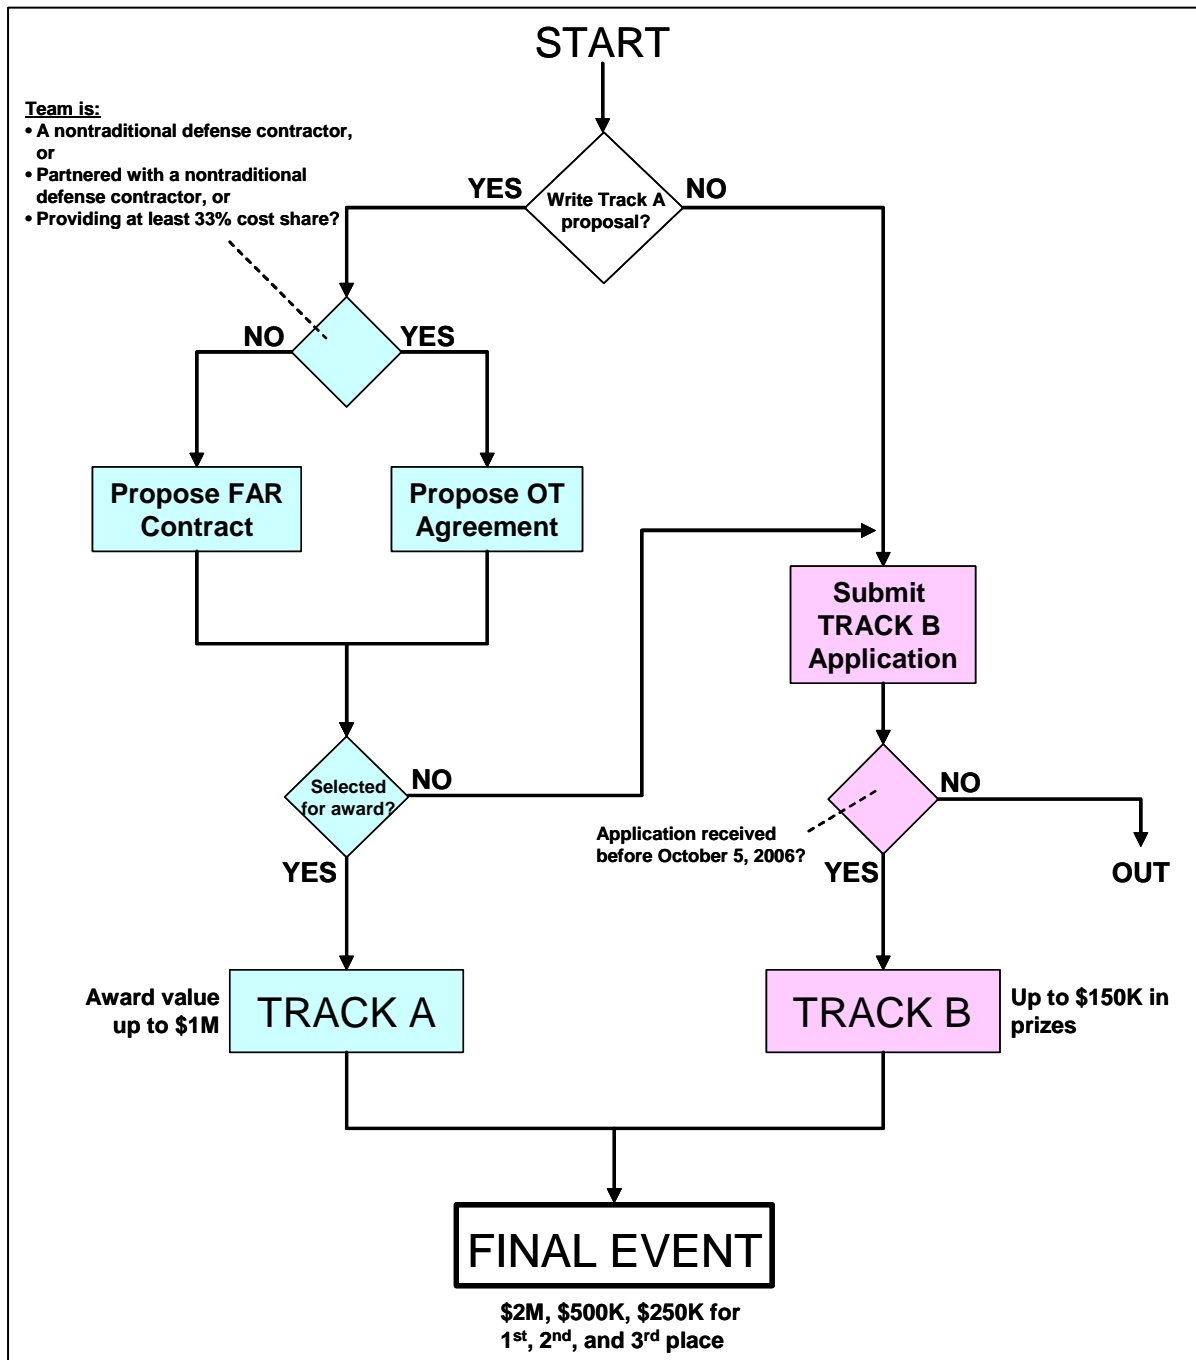 START
Team is:
• A nontraditional defense contractor,
or
• Partnered with a nontraditional
defense contractor, or
• Providing at least 33% cost share?
YES
Write Track A
proposal?
NO
NO
YES
Propose FAR
Contract
Propose OT
Agreement
Submit
TRACK B
Application
Selected
for award?
NO
YES
Application received
before October 5, 2006?
NO
YES
OUT
Award value
up to $1M
TRACK A
TRACK B
Up to $150K in
prizes
FINAL EVENT
$2M, $500K, $250K for
1st, 2nd, and 3rd place